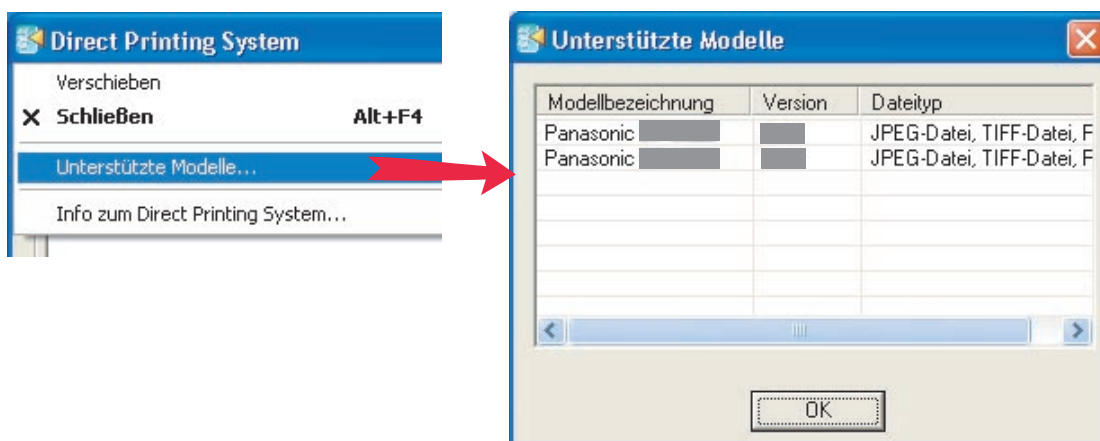 Direct Printing System
Verschieben
Schließen Alt+F4
Unterstützte Modelle...
Info zum Direct Printing System...
Unterstützte Modelle
Modellbezeichnung Version Dateityp
Panasonic JPEG-Datei, TIFF-Datei, F
Panasonic JPEG-Datei, TIFF-Datei, F
OK